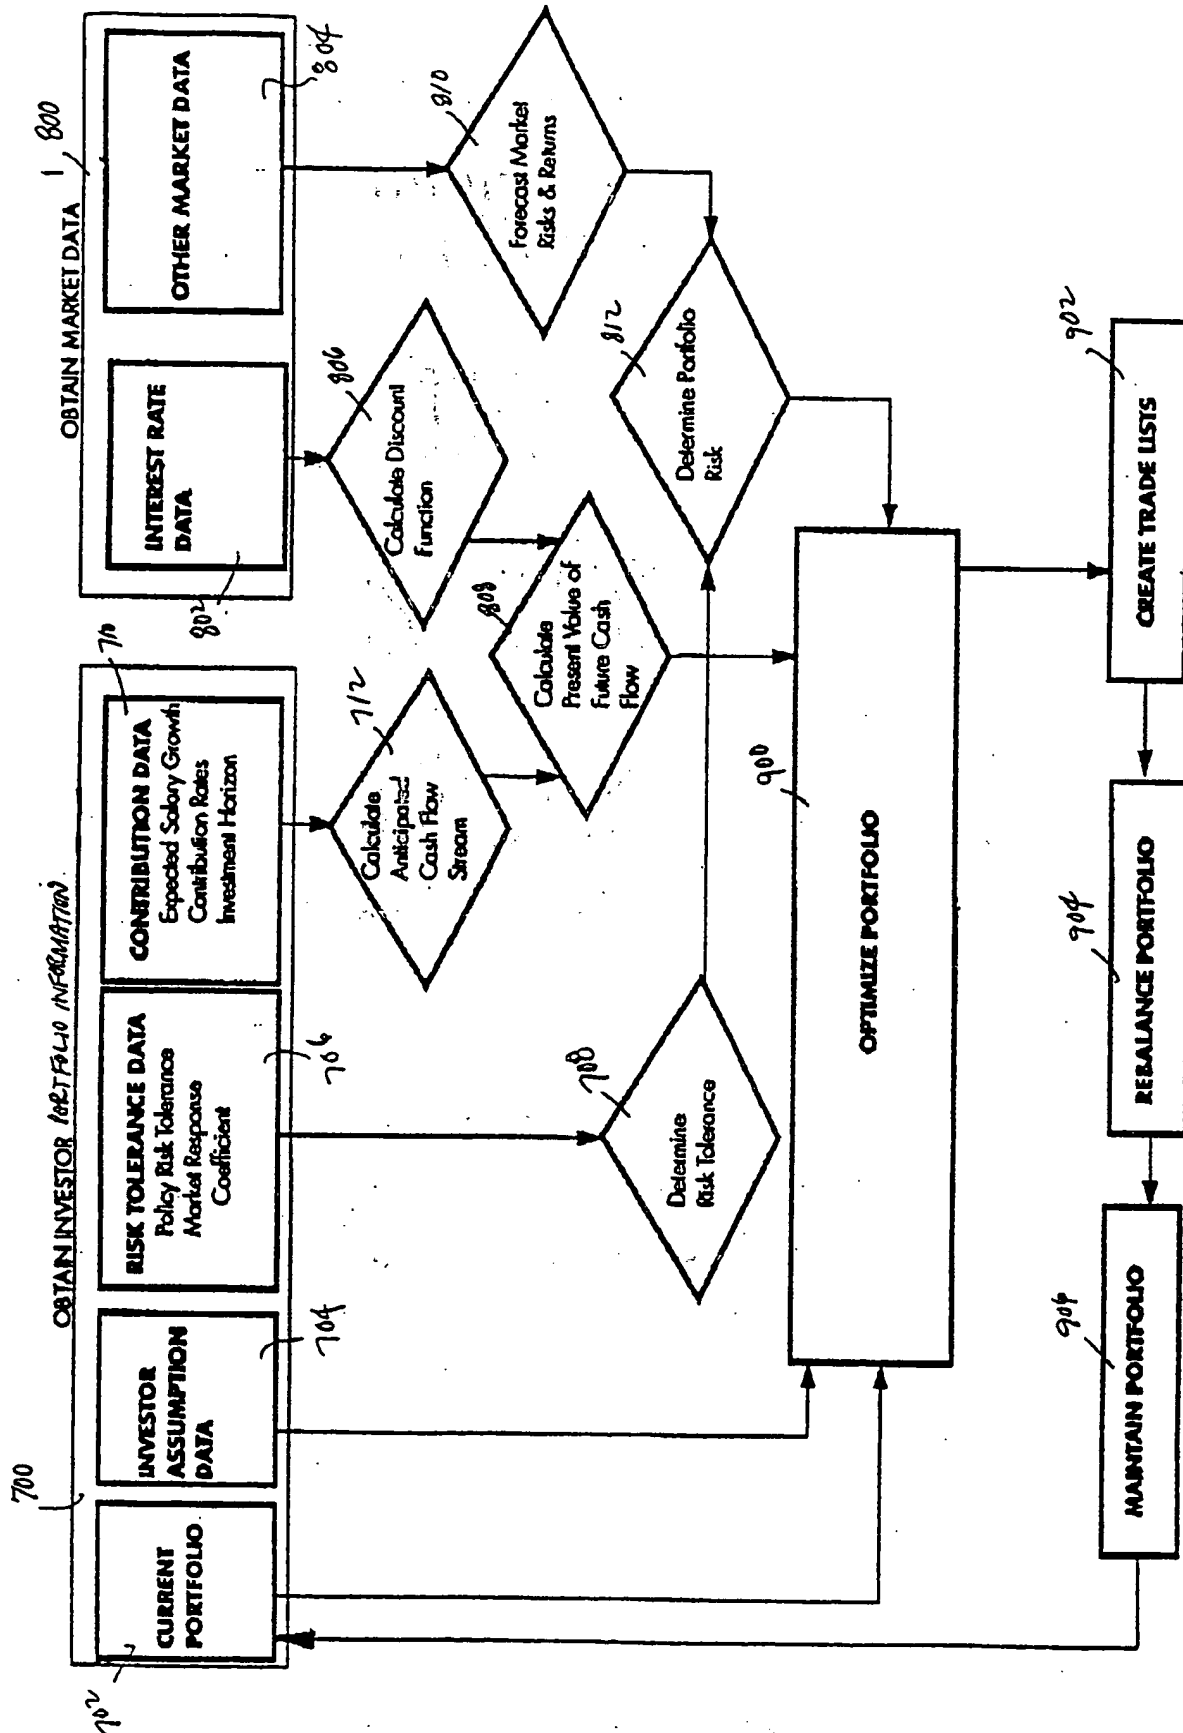 700
OBTAIN INVESTOR PORTFOLIO INFORMATION
OBTAIN MARKET DATA
800
702
CURRENT
PORTFOLIO
INVESTOR
ASSUMPTION
DATA
704
RISK TOLERANCE DATA
Policy Risk Tolerance
Market Response
Coefficient
706
CONTRIBUTION DATA
Expected Salary Growth
Contribution Rates
Investment Horizon
710
INTEREST RATE
DATA
802
OTHER MARKET DATA
804
712
Calculate
Anticipated
Cash Flow
Stream
806
Calculate Discount
Function
810
Forecast Market
Risks & Returns
808
Calculate
Present Value of
Future Cash
Flow
708
Determine
Risk Tolerance
812
Determine Portfolio
Risk
900
OPTIMIZE PORTFOLIO
906
MAINTAIN PORTFOLIO
904
REBALANCE PORTFOLIO
902
CREATE TRADE LISTS